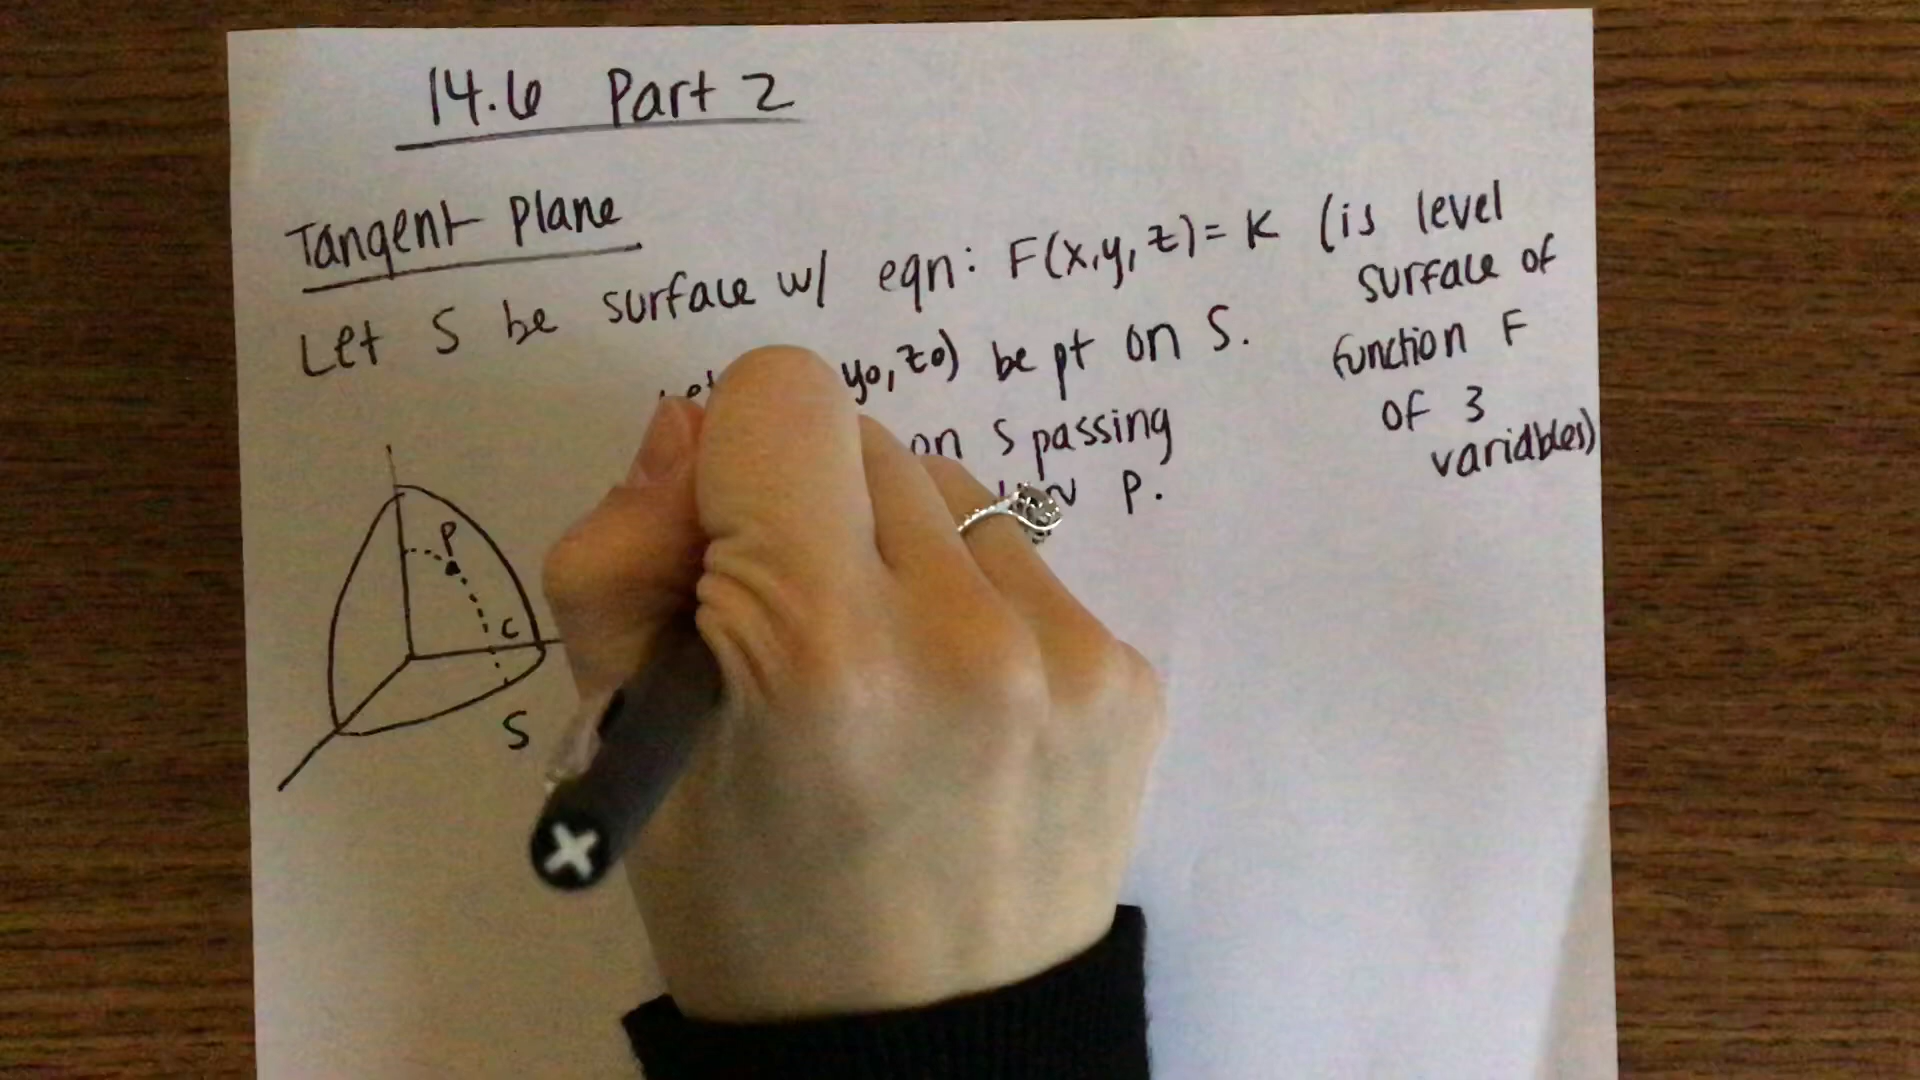 14.6 Part 2
Tangent Plane
Let S be surface w/ eqn: F(x,y,z)=K (is level
surface of
function F
of 3
variables)
y0,z0) be pt on S.
on S passing
P.
P
C
S